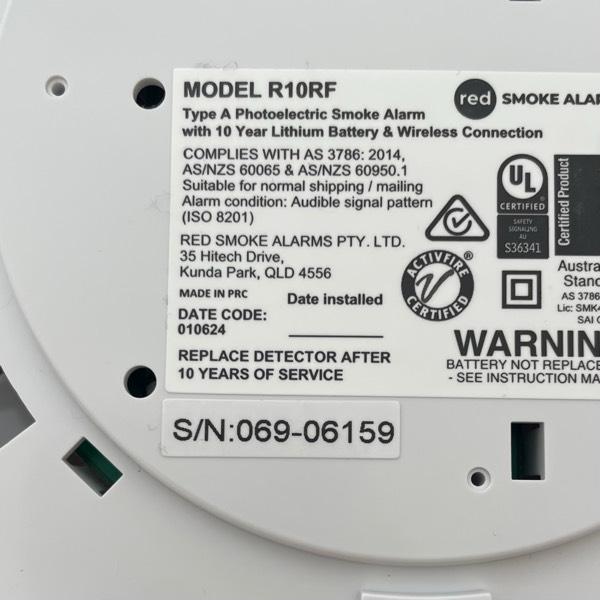 MODEL R10RF
Type A Photoelectric Smoke Alarm
with 10 Year Lithium Battery & Wireless Connection
red SMOKE ALAR
COMPLIES WITH AS 3786: 2014,
AS/NZS 60065 & AS/NZS 60950.1
Suitable for normal shipping / mailing
Alarm condition: Audible signal pattern
(ISO 8201)
RED SMOKE ALARMS PTY. LTD.
35 Hitech Drive,
Kunda Park, QLD 4556
MADE IN PRC
Date installed
DATE CODE:
010624
REPLACE DETECTOR AFTER
10 YEARS OF SERVICE
UL
CERTIFIED
SAFETY
SIGNALING
AU
S36341
Certified Product
ACTIVFIRE
CERTIFIED
Austra
Stand
AS 3786
Lic: SMK4
SAI G
WARNIN
BATTERY NOT REPLACE
- SEE INSTRUCTION MA
S/N:069-06159